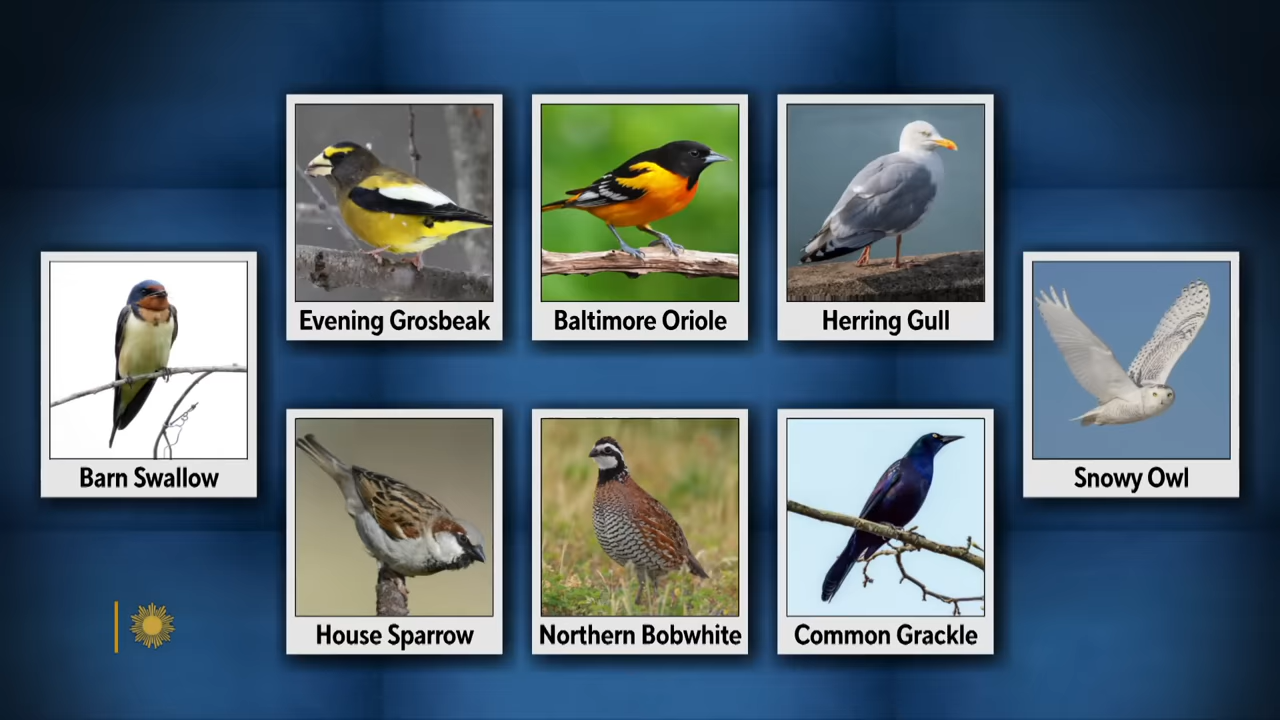 Evening Grosbeak
Baltimore Oriole
Herring Gull
Barn Swallow
Snowy Owl
House Sparrow
Northern Bobwhite
Common Grackle